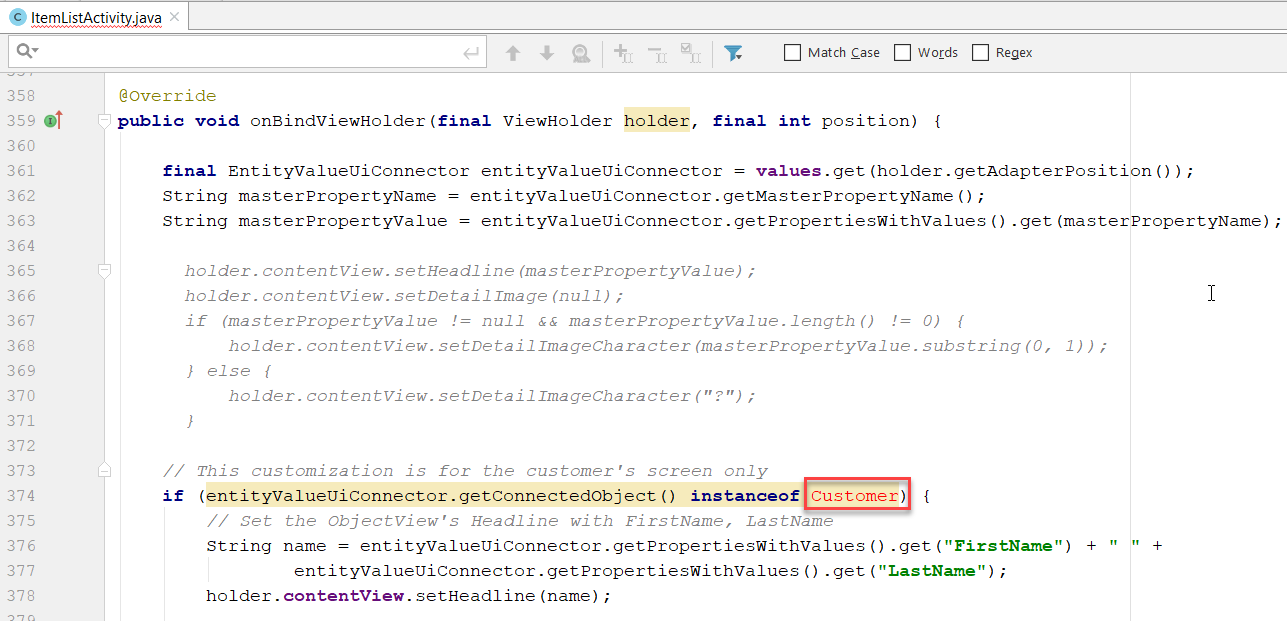 C ItemListActivity.java
Match Case Words Regex
357
358 @Override
359 public void onBindViewHolder(final ViewHolder holder, final int position) {
360
361 final EntityValueUiConnector entityValueUiConnector = values.get(holder.getAdapterPosition());
362 String masterPropertyName = entityValueUiConnector.getMasterPropertyName();
363 String masterPropertyValue = entityValueUiConnector.getPropertiesWithValues().get(masterPropertyName);
364
365 holder.contentView.setHeadline(masterPropertyValue);
366 holder.contentView.setDetailImage(null);
367 if (masterPropertyValue != null && masterPropertyValue.length() != 0) {
368 holder.contentView.setDetailImageCharacter(masterPropertyValue.substring(0, 1));
369 } else {
370 holder.contentView.setDetailImageCharacter("?");
371 }
372
373 // This customization is for the customer's screen only
374 if (entityValueUiConnector.getConnectedObject() instanceof Customer) {
375 // Set the ObjectView's Headline with FirstName, LastName
376 String name = entityValueUiConnector.getPropertiesWithValues().get("FirstName") + " " +
377 entityValueUiConnector.getPropertiesWithValues().get("LastName");
378 holder.contentView.setHeadline(name);
379